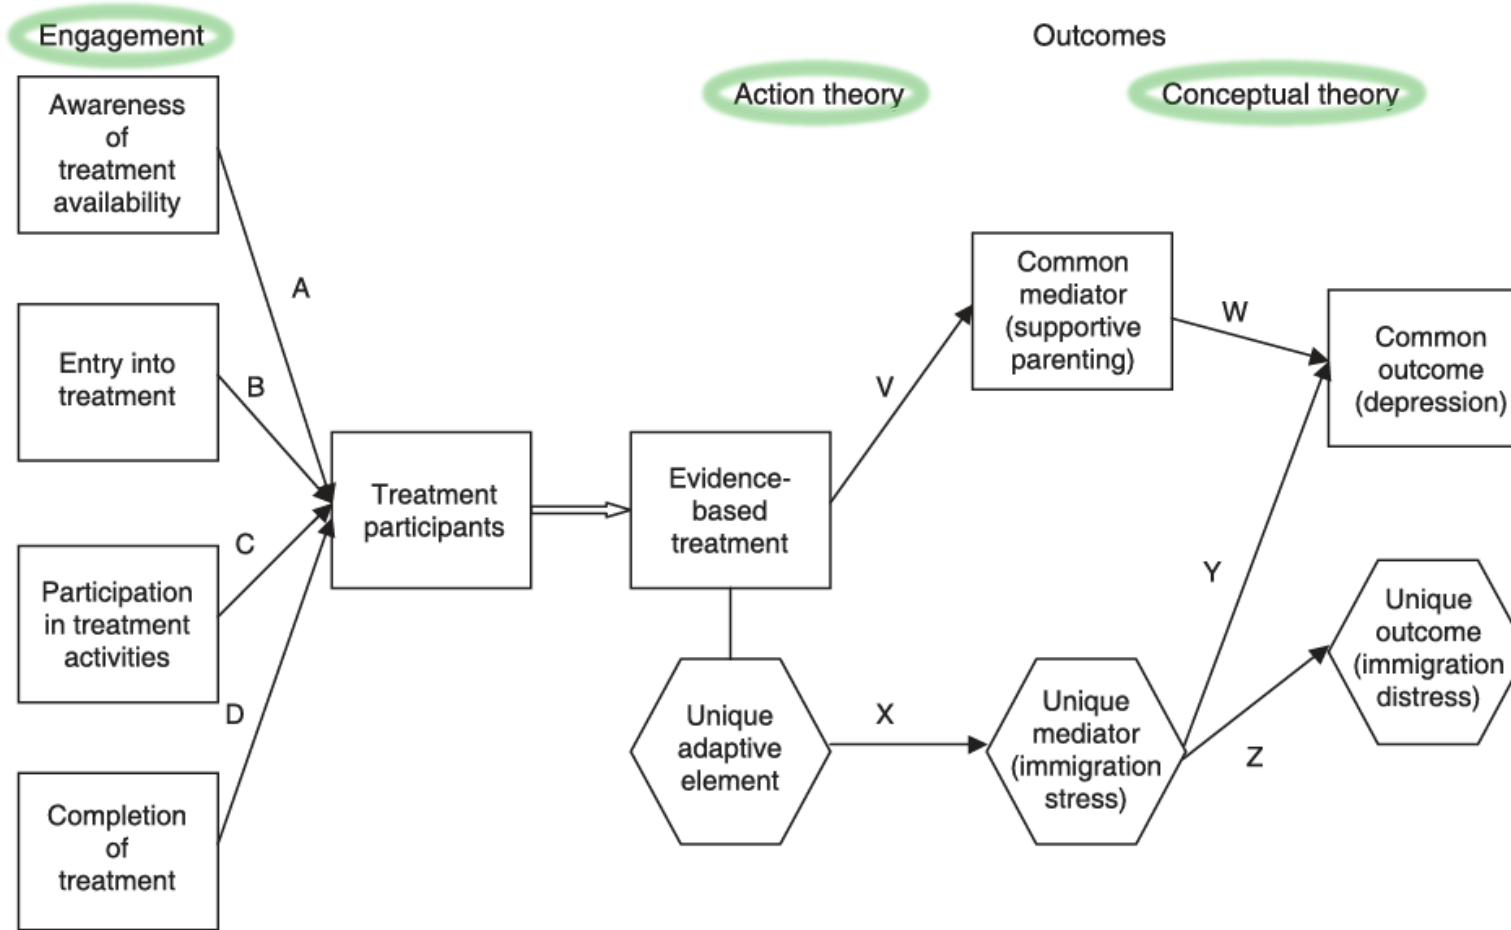 Engagement
Outcomes
Action theory
Conceptual theory
Awareness
of
treatment
availability
A
Entry into
treatment
B
Participation
in treatment
activities
C
Completion
of
treatment
D
Treatment
participants
Evidence-
based
treatment
V
Common
mediator
(supportive
parenting)
W
Common
outcome
(depression)
Unique
adaptive
element
X
Unique
mediator
(immigration
stress)
Y
Z
Unique
outcome
(immigration
distress)